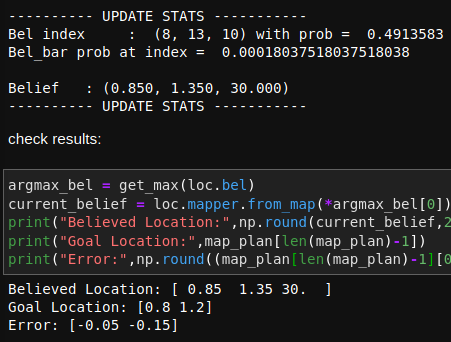 ---------- UPDATE STATS -----------
Bel index     :  (8, 13, 10) with prob =  0.4913583
Bel_bar prob at index =  0.00018037518037518038
Belief   : (0.850, 1.350, 30.000)
---------- UPDATE STATS -----------
check results:
argmax_bel = get_max(loc.bel)
current_belief = loc.mapper.from_map(*argmax_bel[0])
print("Believed Location:",np.round(current_belief,2
print("Goal Location:",map_plan[len(map_plan)-1])
print("Error:",np.round((map_plan[len(map_plan)-1][0
Believed Location: [ 0.85  1.35 30.  ]
Goal Location: [0.8 1.2]
Error: [-0.05 -0.15]